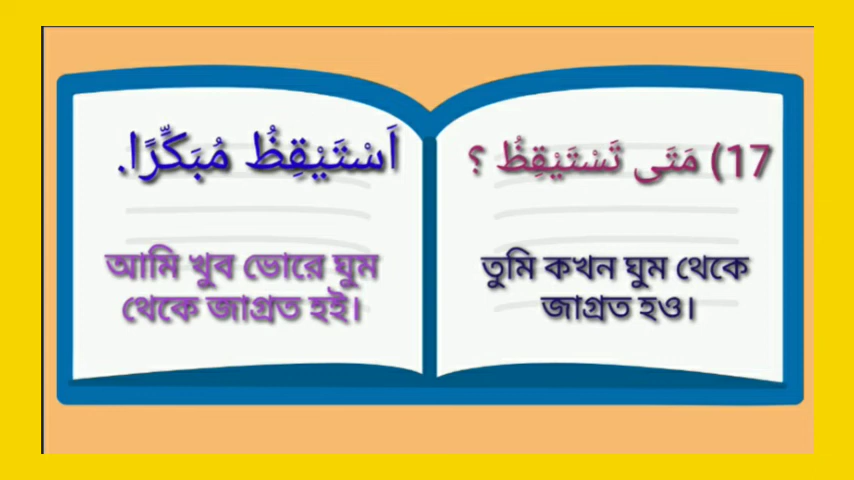 17) مَتَى تَسْتَيْقِظُ ؟
তুমি কখন ঘুম থেকে
জাগ্রত হও।
اَسْتَيْقِظُ مُبَكِّرًا.
আমি খুব ভোরে ঘুম
থেকে জাগ্রত হই।